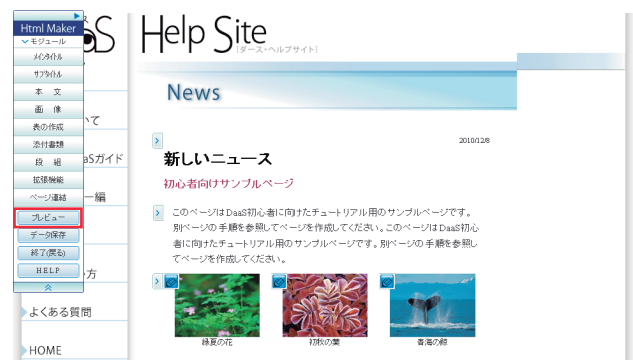 Html Maker
モジュール
メインタイトル
サブタイトル
本 文
画 像
表の作成
添付書類
段 組
拡張機能
ページ連結
プレビュー
データ保存
終了(戻る)
HELP
aS
いて
aSガイド
ー編
方
よくある質問
HOME
Help Site
[ダース・ヘルプサイト]
News
2010/12/8
新しいニュース
初心者向けサンプルページ
このページはDaaS初心者に向けたチュートリアル用のサンプルページです。
別ページの手順を参照してページを作成してください。このページはDaaS初心
者に向けたチュートリアル用のサンプルページです。別ページの手順を参照し
てページを作成してください。
緑夏の花
初秋の葉
青海の鯨